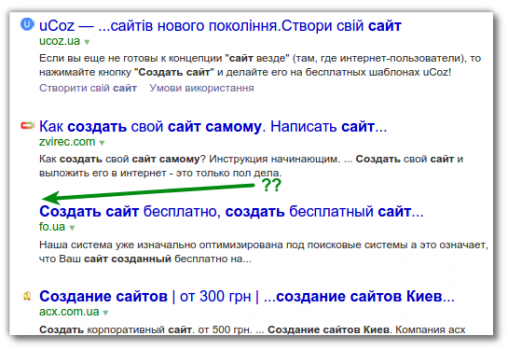 uCoz — ...сайтів нового покоління.Створи свій сайт
ucoz.ua
Если вы еще не готовы к концепции "сайт везде" (там, где интернет-пользователи), то
нажимайте кнопку "Создать сайт" и делайте его на бесплатных шаблонах uCoz!
Створити свій сайт Умови використання
Как создать свой сайт самому. Написать сайт...
zvirec.com
Как создать свой сайт самому? Инструкция начинающим. ... Создать свой сайт и
выложить его в интернет - это только пол дела.
??
Создать сайт бесплатно, создать бесплатный сайт...
fo.ua
Наша система уже изначально оптимизирована под поисковые системы а это означает,
что Ваш сайт созданный бесплатно на...
Создание сайтов | от 300 грн | ...создание сайтов Киев...
acx.com.ua
Создать корпоративный сайт. от 500 грн. ... Создание сайтов Киев. Компания acx